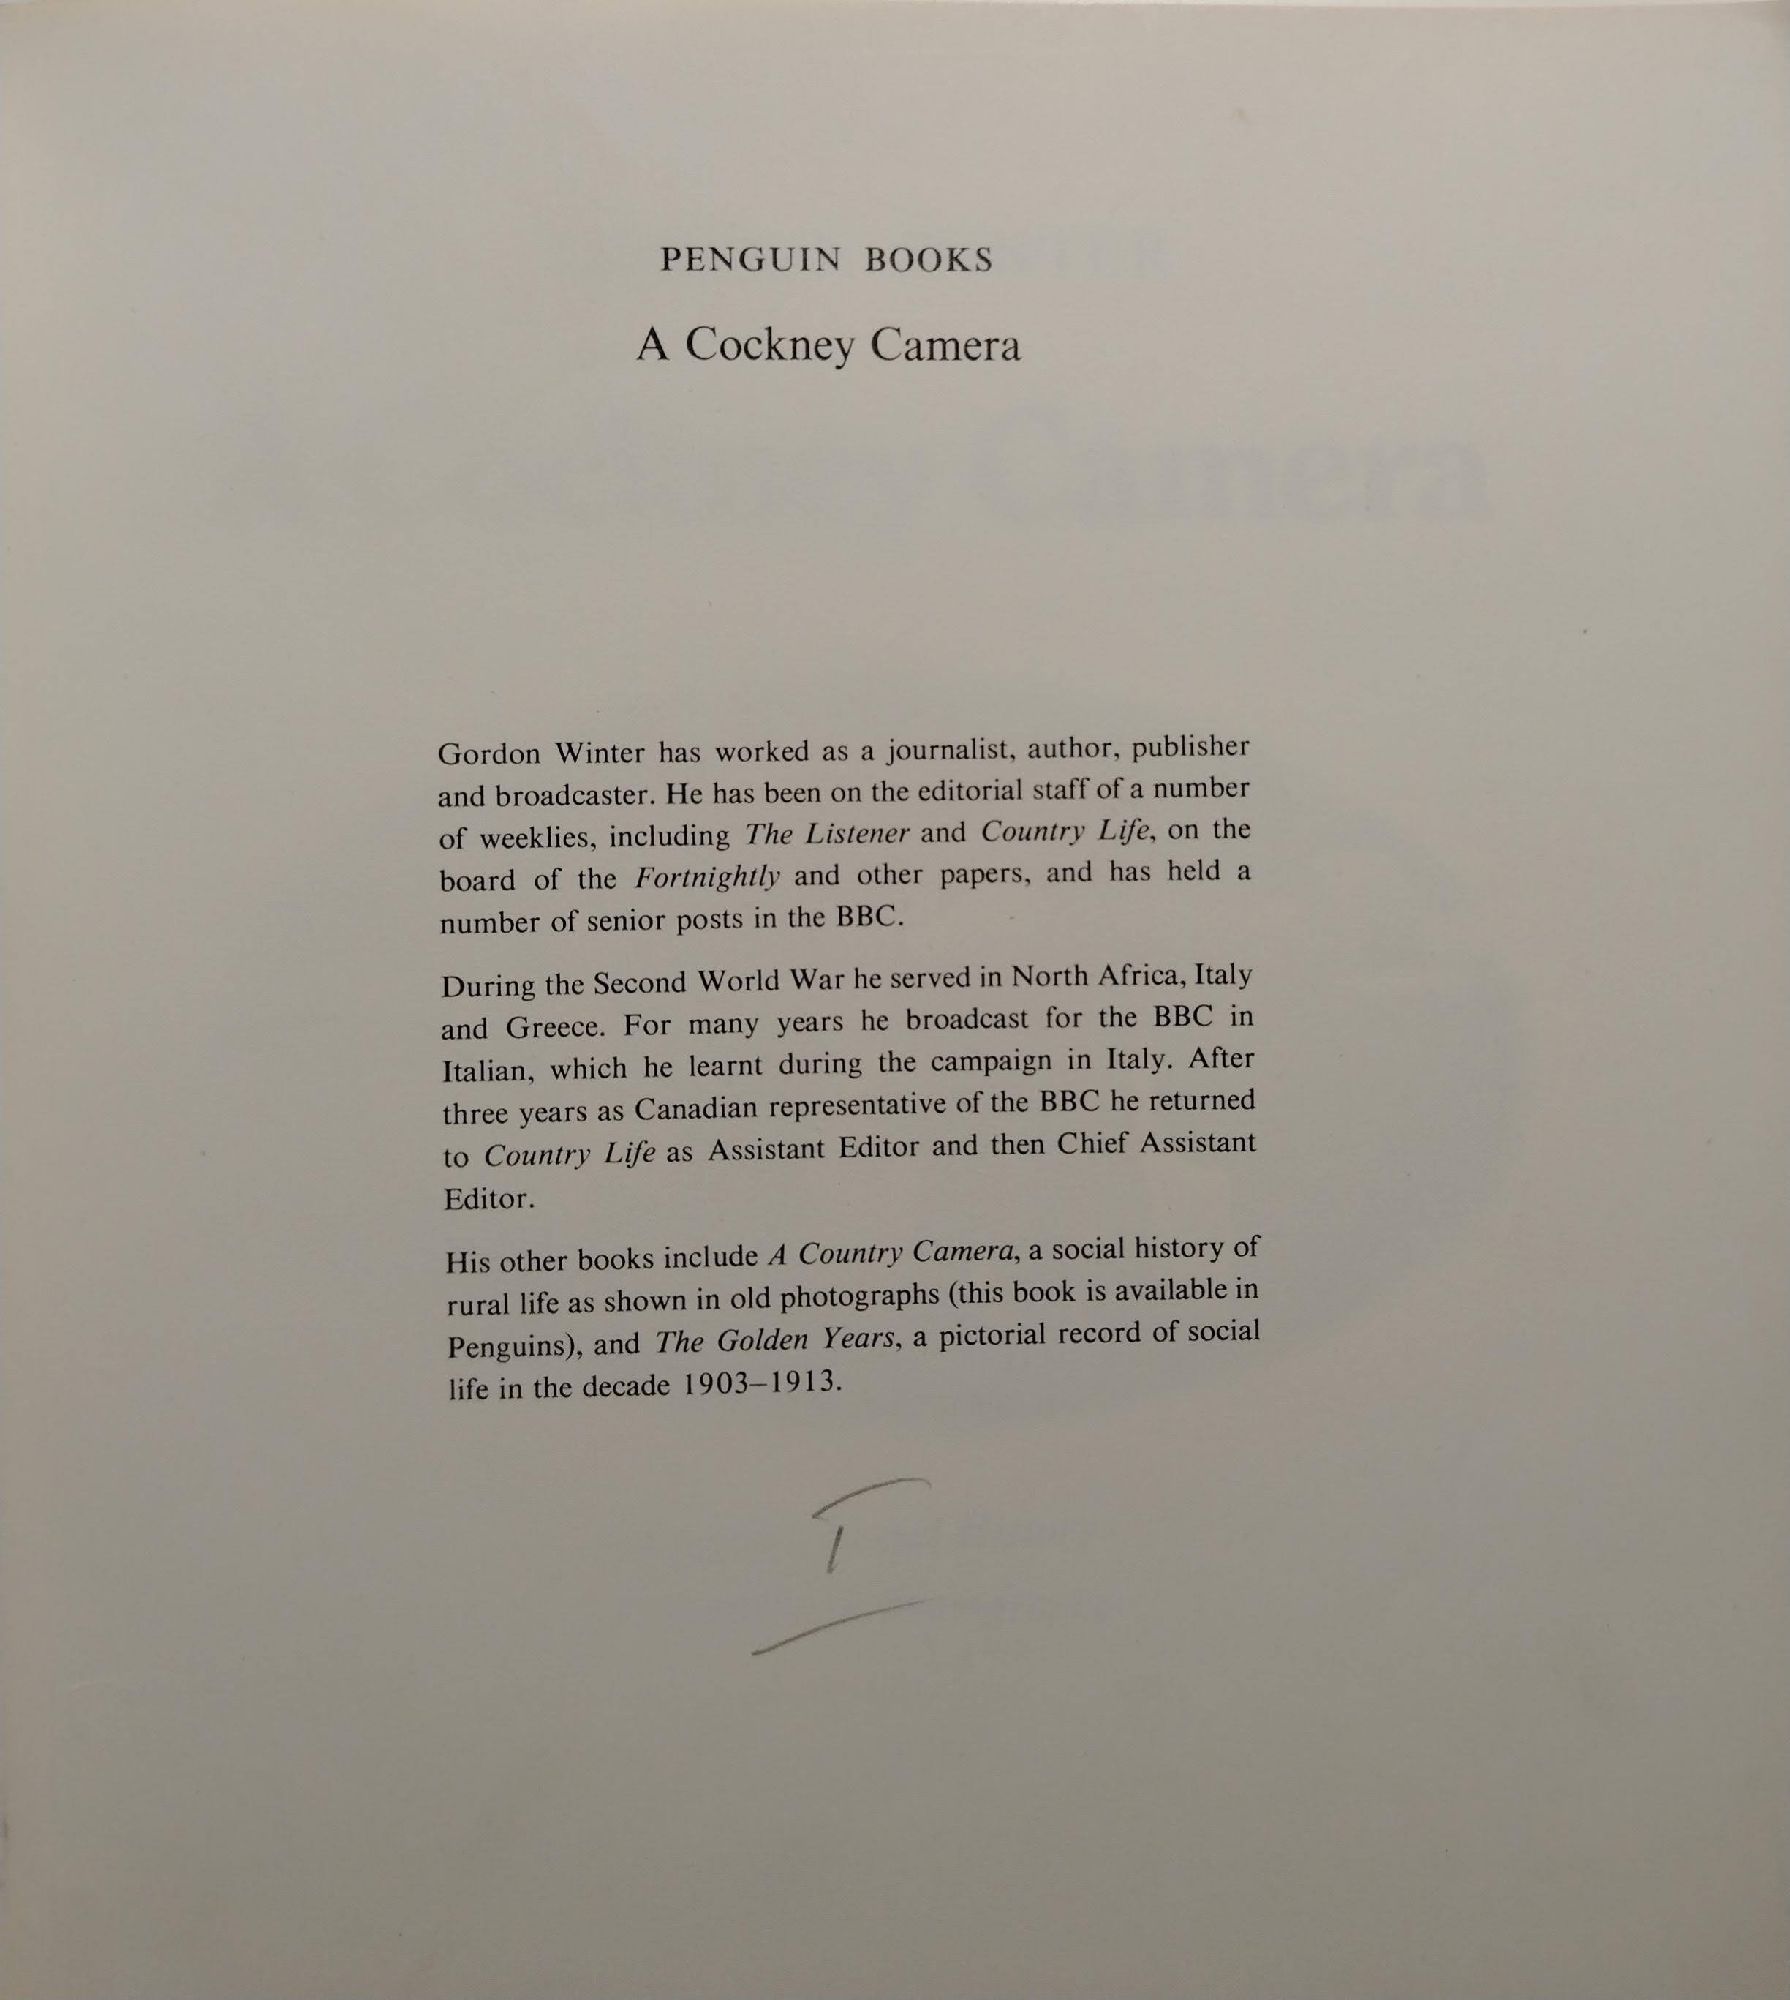 PENGUIN BOOKS
A Cockney Camera
Gordon Winter has worked as a journalist, author, publisher
and broadcaster. He has been on the editorial staff of a number
of weeklies, including The Listener and Country Life, on the
board of the Fortnightly and other papers, and has held a
number of senior posts in the BBC.
During the Second World War he served in North Africa, Italy
and Greece. For many years he broadcast for the BBC in
Italian, which he learnt during the campaign in Italy. After
three years as Canadian representative of the BBC he returned
to Country Life as Assistant Editor and then Chief Assistant
Editor.
His other books include A Country Camera, a social history of
rural life as shown in old photographs (this book is available in
Penguins), and The Golden Years, a pictorial record of social
life in the decade 1903–1913.